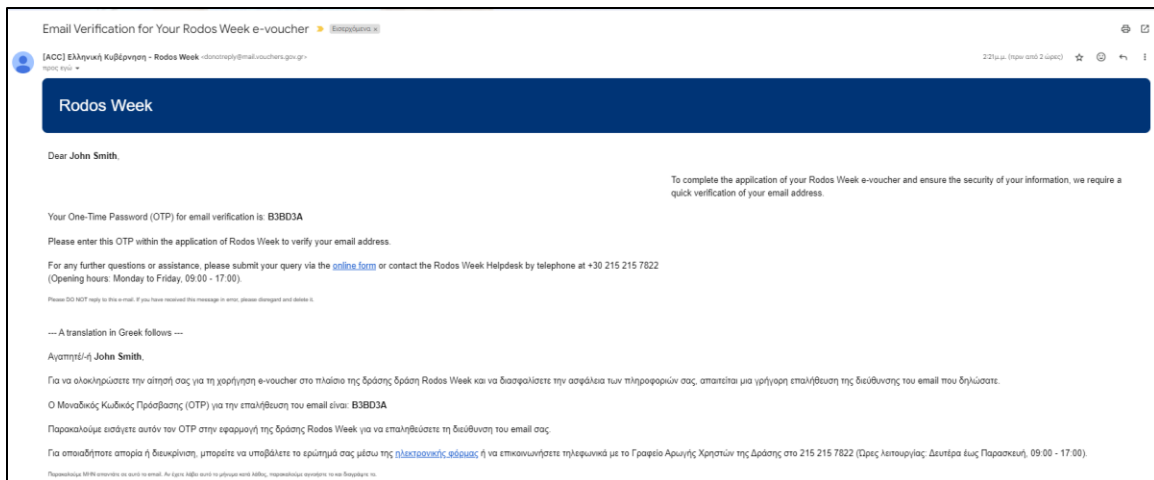 Email Verification for Your Rodos Week e-voucher Εισερχόμενα x
[ACC] Ελληνική Κυβέρνηση - Rodos Week <donotreply@mail.vouchers.gov.gr> 2:21 μ.μ. (πριν από 2 ώρες)
προς εγώ
Rodos Week
Dear John Smith,
To complete the application of your Rodos Week e-voucher and ensure the security of your information, we require a
quick verification of your email address.
Your One-Time Password (OTP) for email verification is: B3BD3A
Please enter this OTP within the application of Rodos Week to verify your email address.
For any further questions or assistance, please submit your query via the online form or contact the Rodos Week Helpdesk by telephone at +30 215 215 7822
(Opening hours: Monday to Friday, 09:00 - 17:00).
Please DO NOT reply to this e-mail. If you have received this message in error, please disregard and delete it.
--- A translation in Greek follows ---
Αγαπητέ/-ή John Smith,
Για να ολοκληρώσετε την αίτησή σας για τη χορήγηση e-voucher στο πλαίσιο της δράσης δράση Rodos Week και να διασφαλίσετε την ασφάλεια των πληροφοριών σας, απαιτείται μια γρήγορη επαλήθευση της διεύθυνσης του email που δηλώσατε.
Ο Μοναδικός Κωδικός Πρόσβασης (OTP) για την επαλήθευση του email είναι: B3BD3A
Παρακαλούμε εισάγετε αυτόν τον OTP στην εφαρμογή της δράσης Rodos Week για να επαληθεύσετε τη διεύθυνση του email σας.
Για οποιαδήποτε απορία ή διευκρίνιση, μπορείτε να υποβάλετε το ερώτημά σας μέσω της ηλεκτρονικής φόρμας ή να επικοινωνήσετε τηλεφωνικά με το Γραφείο Αρωγής Χρηστών της Δράσης στο 215 215 7822 (Ώρες λειτουργίας: Δευτέρα έως Παρασκευή, 09:00 - 17:00).
Παρακαλούμε ΜΗΝ απαντάτε σε αυτό το email. Αν έχετε λάβει αυτό το μήνυμα κατά λάθος, παρακαλούμε αγνοήστε το και διαγράψτε το.